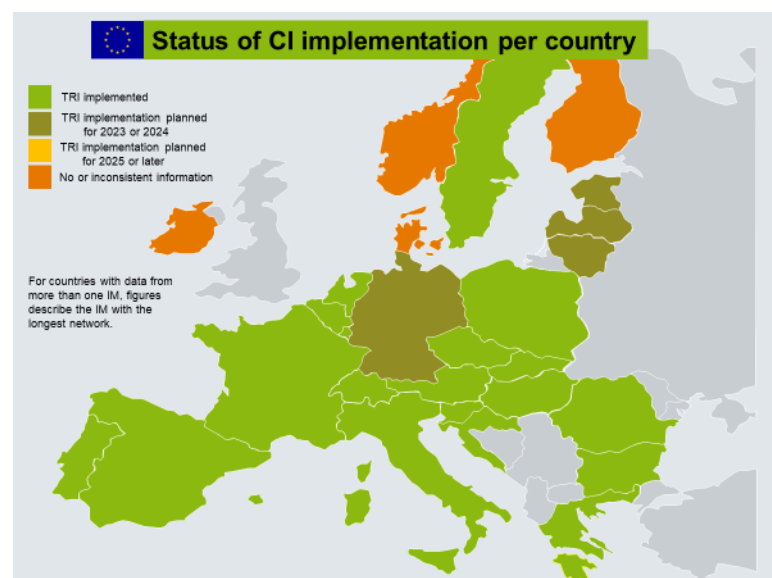 Status of CI implementation per country
TRI implemented
TRI implementation planned
for 2023 or 2024
TRI implementation planned
for 2025 or later
No or inconsistent information
For countries with data from
more than one IM, figures
describe the IM with the
longest network.